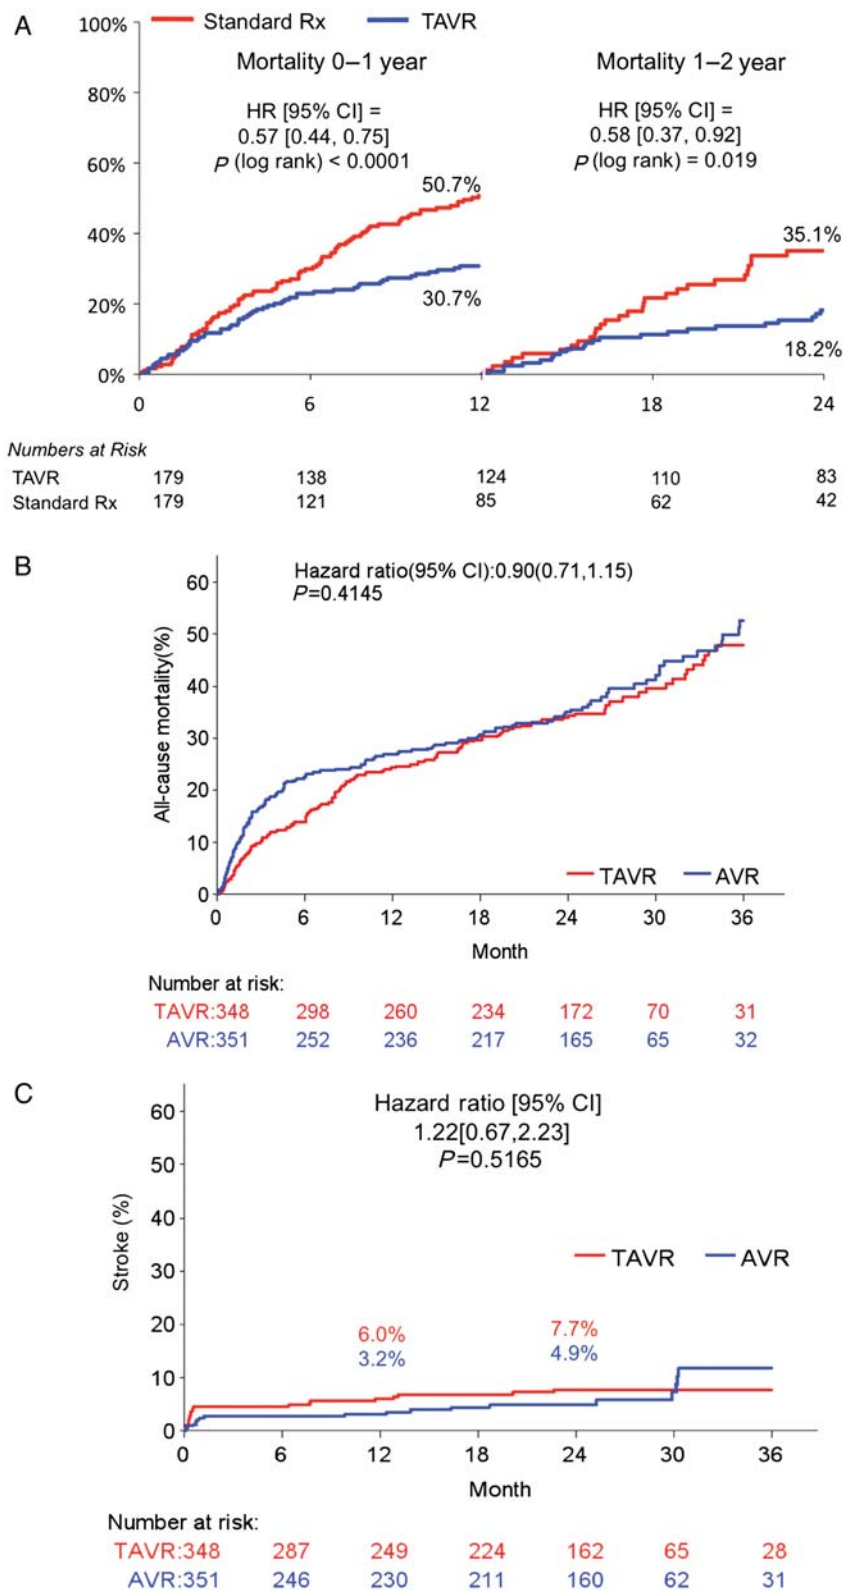 A
Standard Rx TAVR
Mortality 0–1 year Mortality 1–2 year
HR [95% CI] = HR [95% CI] =
0.57 [0.44, 0.75] 0.58 [0.37, 0.92]
P (log rank) < 0.0001 P (log rank) = 0.019
100%
80%
60%
40%
20%
0%
50.7%
30.7%
35.1%
18.2%
0 6 12 18 24
Numbers at Risk
TAVR 179 138 124 110 83
Standard Rx 179 121 85 62 42
B
Hazard ratio(95% CI):0.90(0.71,1.15)
P=0.4145
All-cause mortality(%)
60
50
40
30
20
10
0
TAVR AVR
0 6 12 18 24 30 36
Month
Number at risk:
TAVR:348 298 260 234 172 70 31
AVR:351 252 236 217 165 65 32
C
Hazard ratio [95% CI]
1.22[0.67,2.23]
P=0.5165
Stroke (%)
60
50
40
30
20
10
0
TAVR AVR
6.0% 7.7%
3.2% 4.9%
0 6 12 18 24 30 36
Month
Number at risk:
TAVR:348 287 249 224 162 65 28
AVR:351 246 230 211 160 62 31